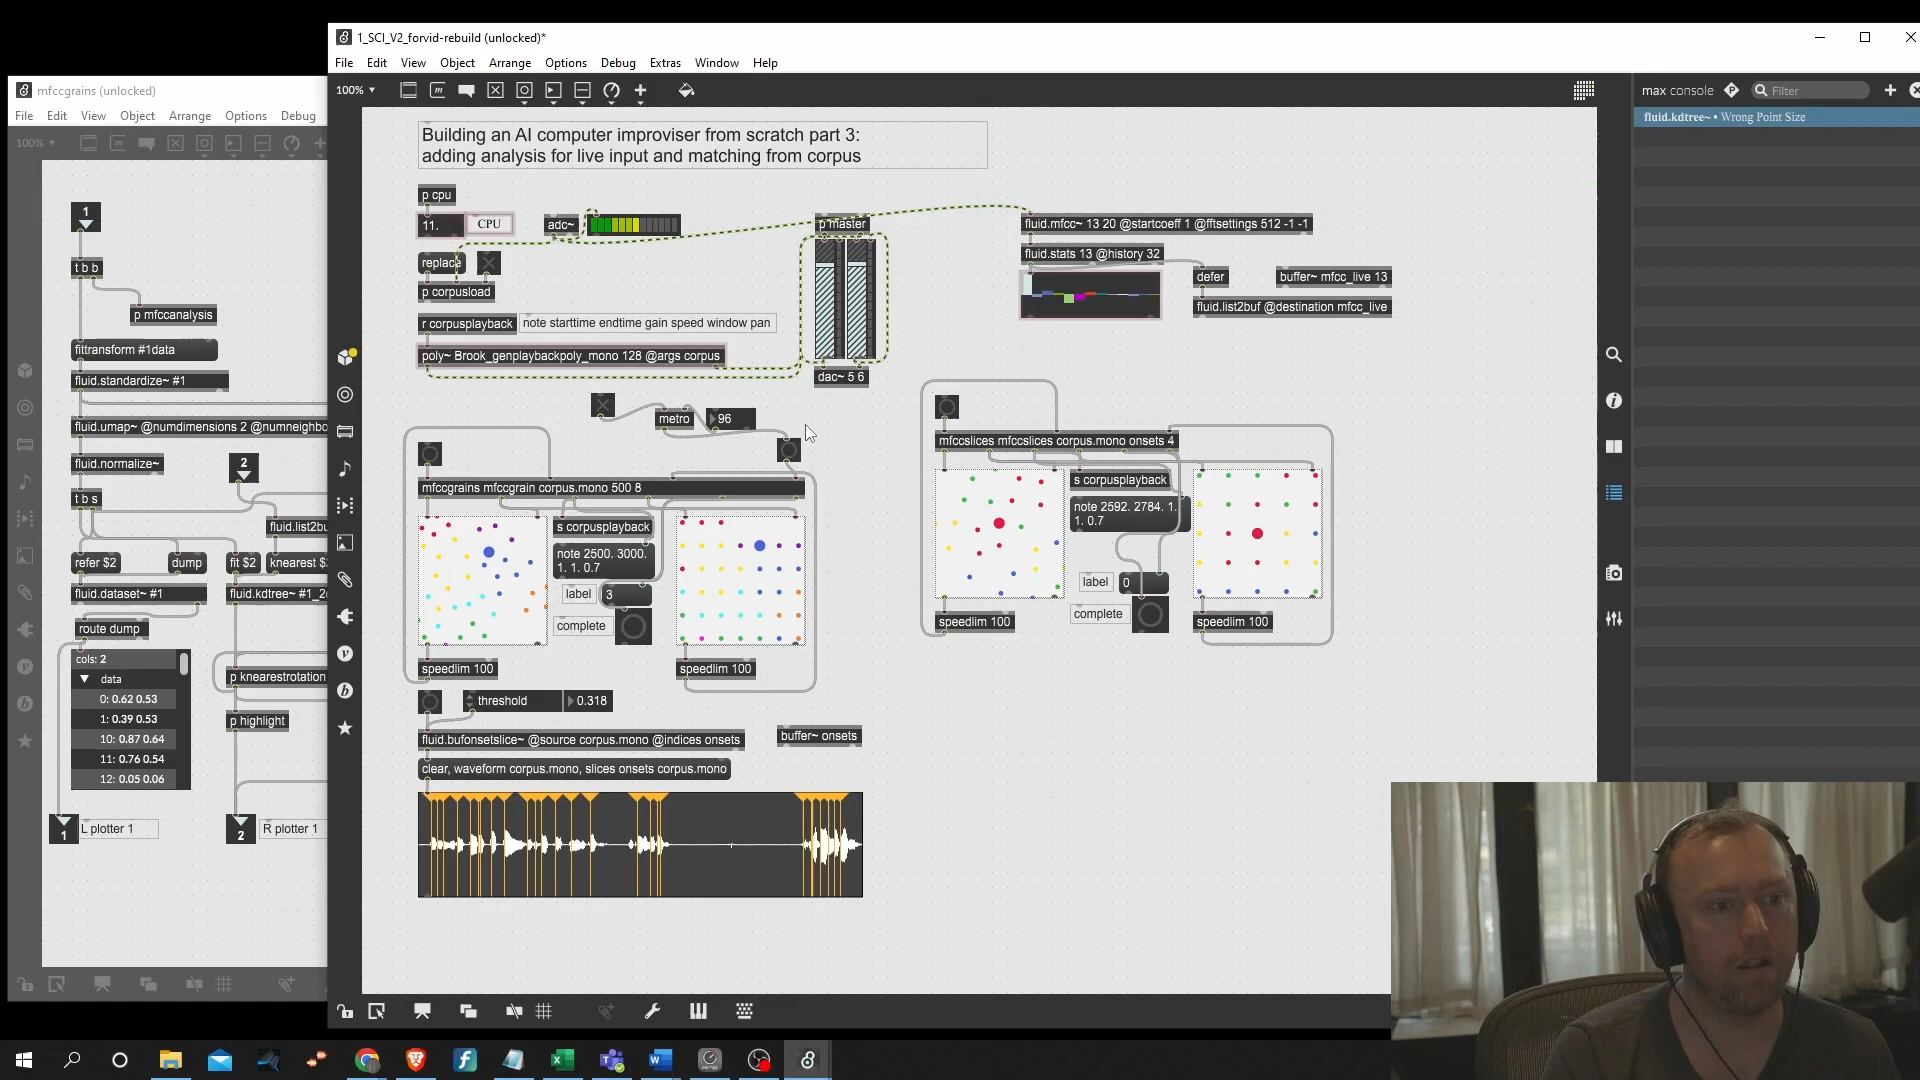 1_SCI_V2_forvid-rebuild (unlocked)*
File Edit View Object Arrange Options Debug Extras Window Help
100%
mfccgrains (unlocked)
File Edit View Object Arrange Options Debug
100%
1
t b b
p mfccanalysis
fittransform #1data
fluid.standardize~ #1
fluid.umap~ @numdimensions 2 @numneighbo
fluid.normalize~
2
t b s
fluid.list2bu
refer $2
dump
fit $2
knearest $
fluid.dataset~ #1
fluid.kdtree~ #1_2
route dump
cols: 2
data
0: 0.62 0.53
1: 0.39 0.53
10: 0.87 0.64
11: 0.76 0.54
12: 0.05 0.06
p knearestrotation
p highlight
1
L plotter 1
2
R plotter 1
Building an AI computer improviser from scratch part 3:
adding analysis for live input and matching from corpus
p cpu
11.
CPU
adc~
replace
p corpusload
r corpusplayback
note starttime endtime gain speed window pan
poly~ Brook_genplaybackpoly_mono 128 @args corpus
p master
dac~ 5 6
fluid.mfcc~ 13 20 @startcoeff 1 @fftsettings 512 -1 -1
fluid.stats 13 @history 32
defer
buffer~ mfcc_live 13
fluid.list2buf @destination mfcc_live
metro
96
mfccgrains mfccgrain corpus.mono 500 8
s corpusplayback
note 2500. 3000.
1. 1. 0.7
label
3
complete
speedlim 100
speedlim 100
mfccslices mfccslices corpus.mono onsets 4
s corpusplayback
note 2592. 2784. 1.
1. 0.7
label
0
complete
speedlim 100
speedlim 100
threshold
0.318
fluid.bufonsetslice~ @source corpus.mono @indices onsets
buffer~ onsets
clear, waveform corpus.mono, slices onsets corpus.mono
max console
Filter
fluid.kdtree~ • Wrong Point Size